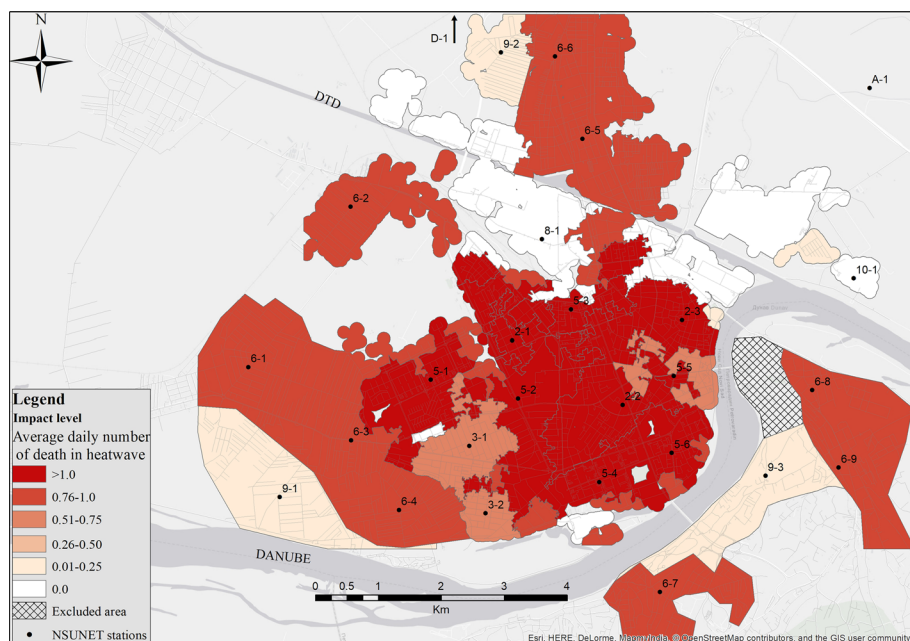 N
D-1
9-2
6-6
A-1
DTD
6-5
6-2
8-1
10-1
5-3
2-3
2-1
6-1
5-1
5-5
6-8
5-2
2-2
6-3
3-1
5-6
6-9
9-3
9-1
5-4
6-4
3-2
DANUBE
6-7
Legend
Impact level
Average daily number
of death in heatwave
>1.0
0.76-1.0
0.51-0.75
0.26-0.50
0.01-0.25
0.0
Excluded area
NSUNET stations
0 0.5 1 2 3 4
Km
Esri, HERE, DeLorme, MapmyIndia, © OpenStreetMap contributors, and the GIS user community